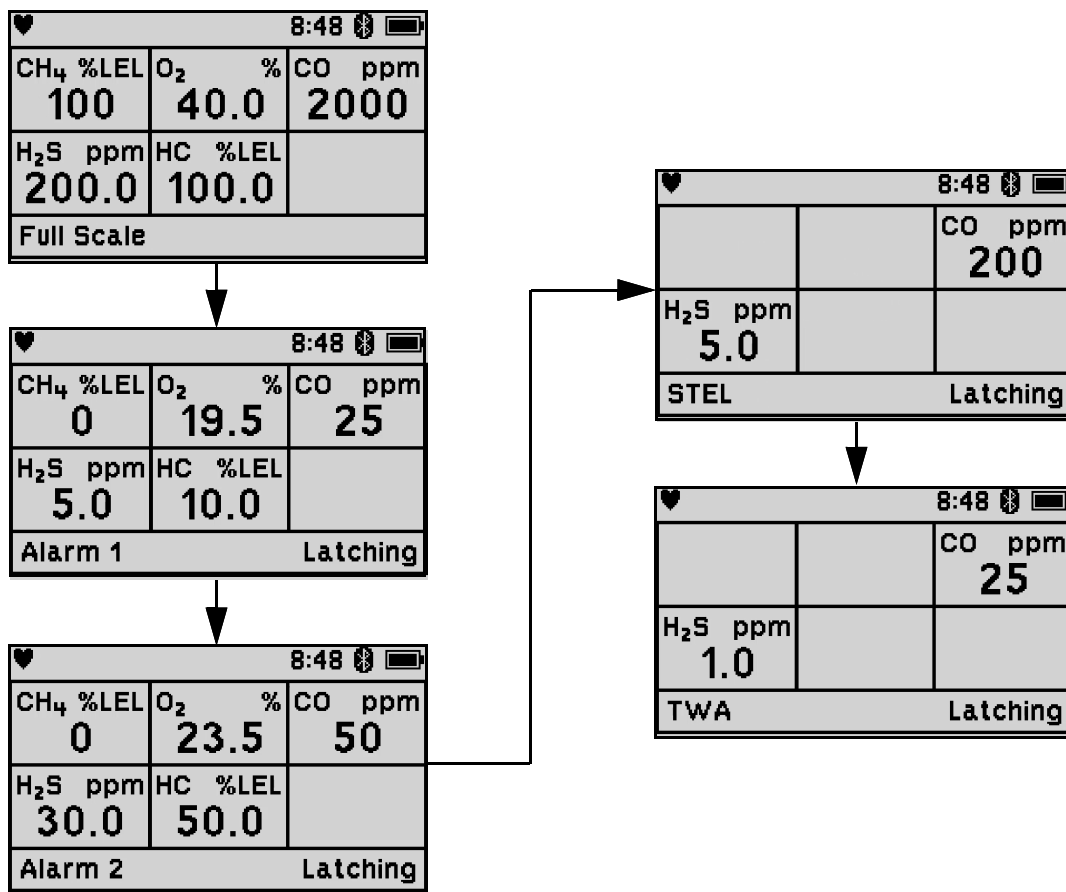 8:48
CH₄ %LEL O₂ % CO ppm
100 40.0 2000
H₂S ppm HC %LEL
200.0 100.0
Full Scale
8:48
CH₄ %LEL O₂ % CO ppm
0 19.5 25
H₂S ppm HC %LEL
5.0 10.0
Alarm 1 Latching
8:48
CH₄ %LEL O₂ % CO ppm
0 23.5 50
H₂S ppm HC %LEL
30.0 50.0
Alarm 2 Latching
8:48
CO ppm
200
H₂S ppm
5.0
STEL Latching
8:48
CO ppm
25
H₂S ppm
1.0
TWA Latching